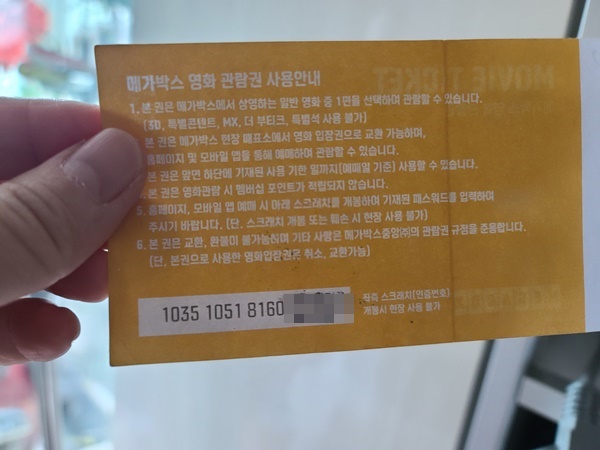 메가박스 영화 관람권 사용안내
1. 본 권은 메가박스에서 상영하는 일반 영화 중 1편을 선택하여 관람할 수 있습니다.
(3D, 특별콘텐트, MX, 더 부티크, 특별석 사용 불가)
본 권은 메가박스 현장 매표소에서 영화 입장권으로 교환 가능하며,
홈페이지 및 모바일 앱을 통해 예매하여 관람할 수 있습니다.
본 권은 앞면 하단에 기재된 사용 기한 일까지(예매일 기준) 사용할 수 있습니다.
본 권은 영화관람 시 멤버십 포인트가 적립되지 않습니다.
5. 홈페이지, 모바일 앱 예매 시 아래 스크래치를 개봉하여 기재된 패스워드를 입력하여
주시기 바랍니다. (단, 스크래치 개봉 또는 훼손 시 현장 사용 불가)
6. 본 권은 교환, 환불이 불가능하며 기타 사항은 메가박스중앙(주)의 관람권 규정을 준용합니다.
(단, 본권으로 사용한 영화입장권은 취소, 교환가능)
1035 1051 8160
좌측 스크래치(인증번호)
개봉시 현장 사용 불가